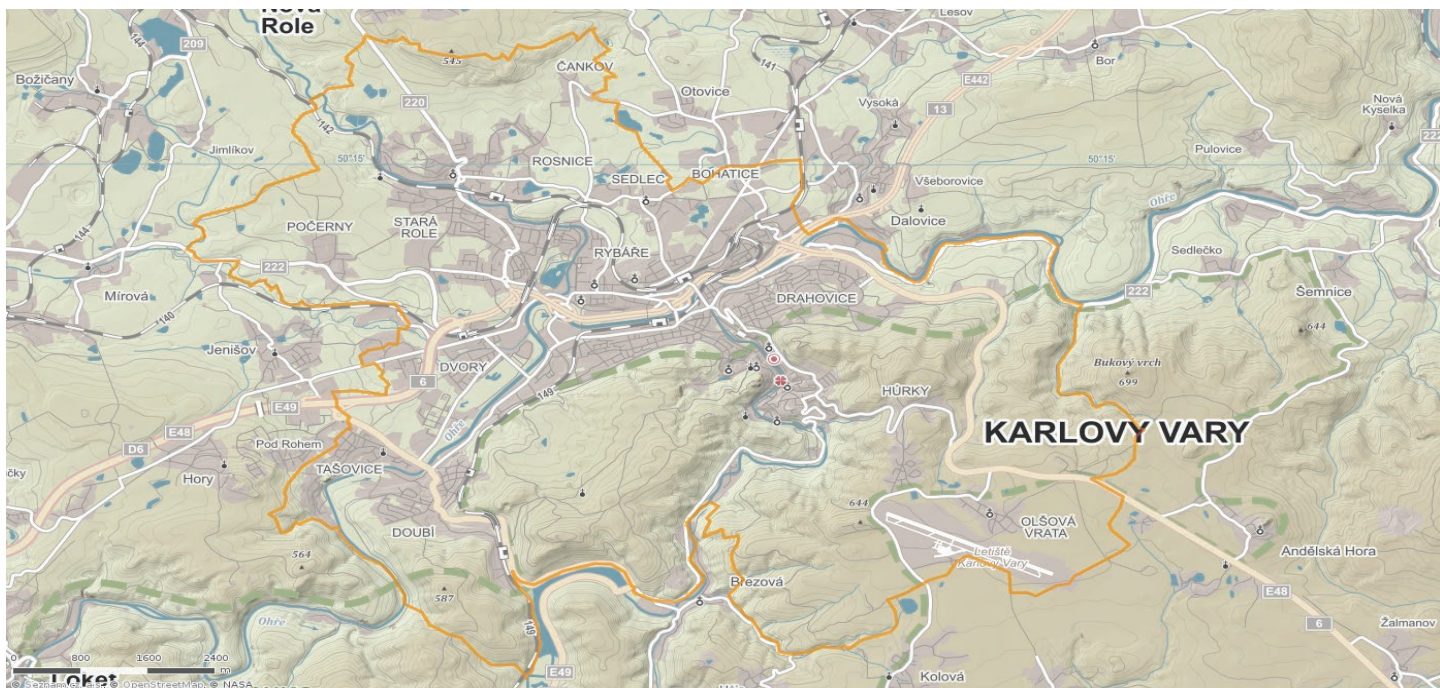 Nová
Role
Lesov
144
209
545
141
Bor
E442
Božičany
ČANKOV
Otovice
Vysoká
13
Nová
Kyselka
220
142
222
Jimlíkov
50°15'
ROSNICE
50°15'
Pulovice
SEDLEC
BOHATICE
Všeborovice
Ohře
POČERNY
STARÁ
ROLE
Dalovice
144
RYBÁŘE
Sedlečko
222
Mírová
DRAHOVICE
222
Šemnice
140
644
Jenišov
DVORY
Bukový vrch
699
6
149
HŮRKY
E49
KARLOVY VARY
E48
Ohře
D6
Pod Rohem
TAŠOVICE
Hory
644
OLŠOVÁ
VRATA
DOUBÍ
Letiště
Karlovy Vary
Andělská Hora
564
Březová
587
E48
Ohře
6
149
Žalmanov
0 800 1600 2400
m
E49
Kolová
Loket
© Seznam.cz, a.s., © OpenStreetMap, © NASA